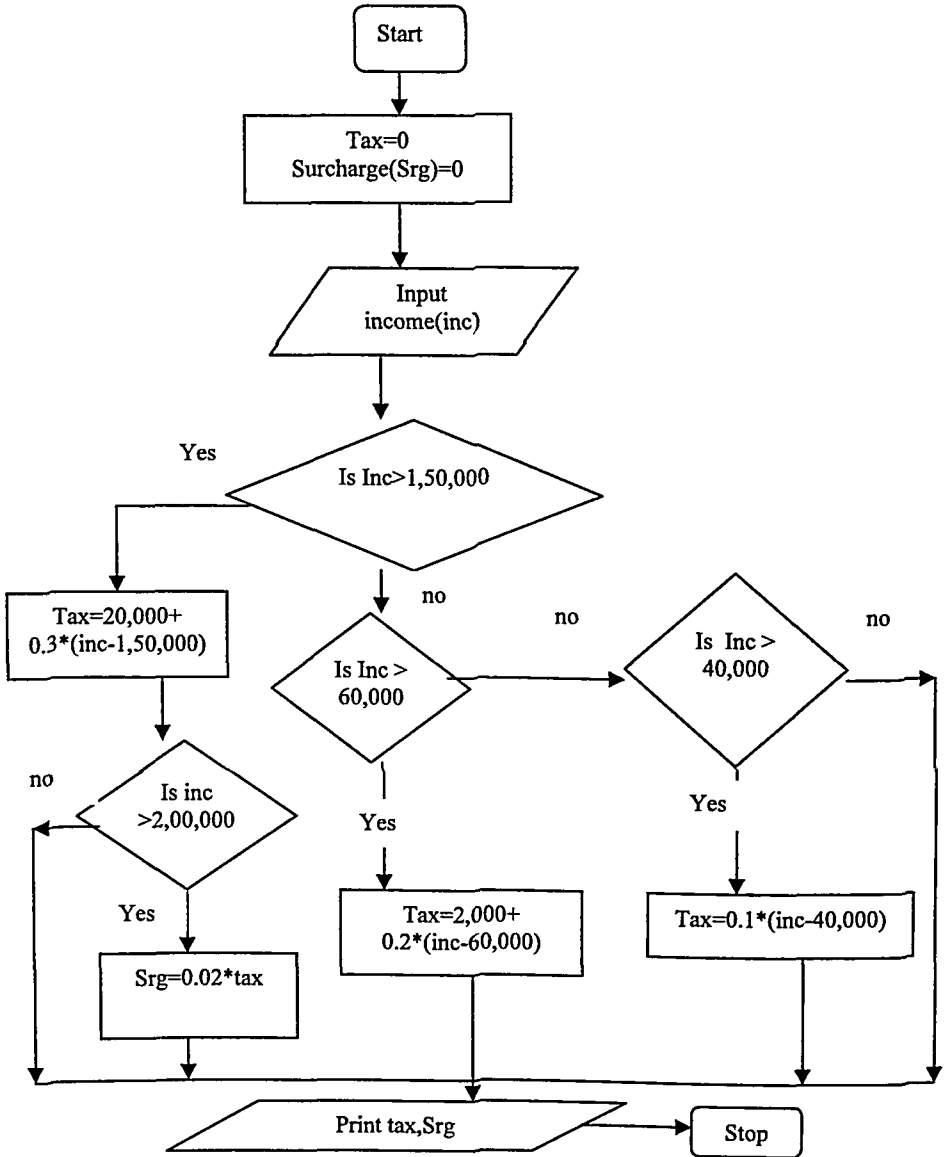 Start
Tax=0
Surcharge(Srg)=0
Input
income(inc)
Yes
Is Inc>1,50,000
Tax=20,000+
0.3*(inc-1,50,000)
no
Is Inc >
60,000
no
Is Inc >
40,000
no
no
Is inc
>2,00,000
Yes
Srg=0.02*tax
Yes
Tax=2,000+
0.2*(inc-60,000)
Yes
Tax=0.1*(inc-40,000)
Print tax,Srg
Stop